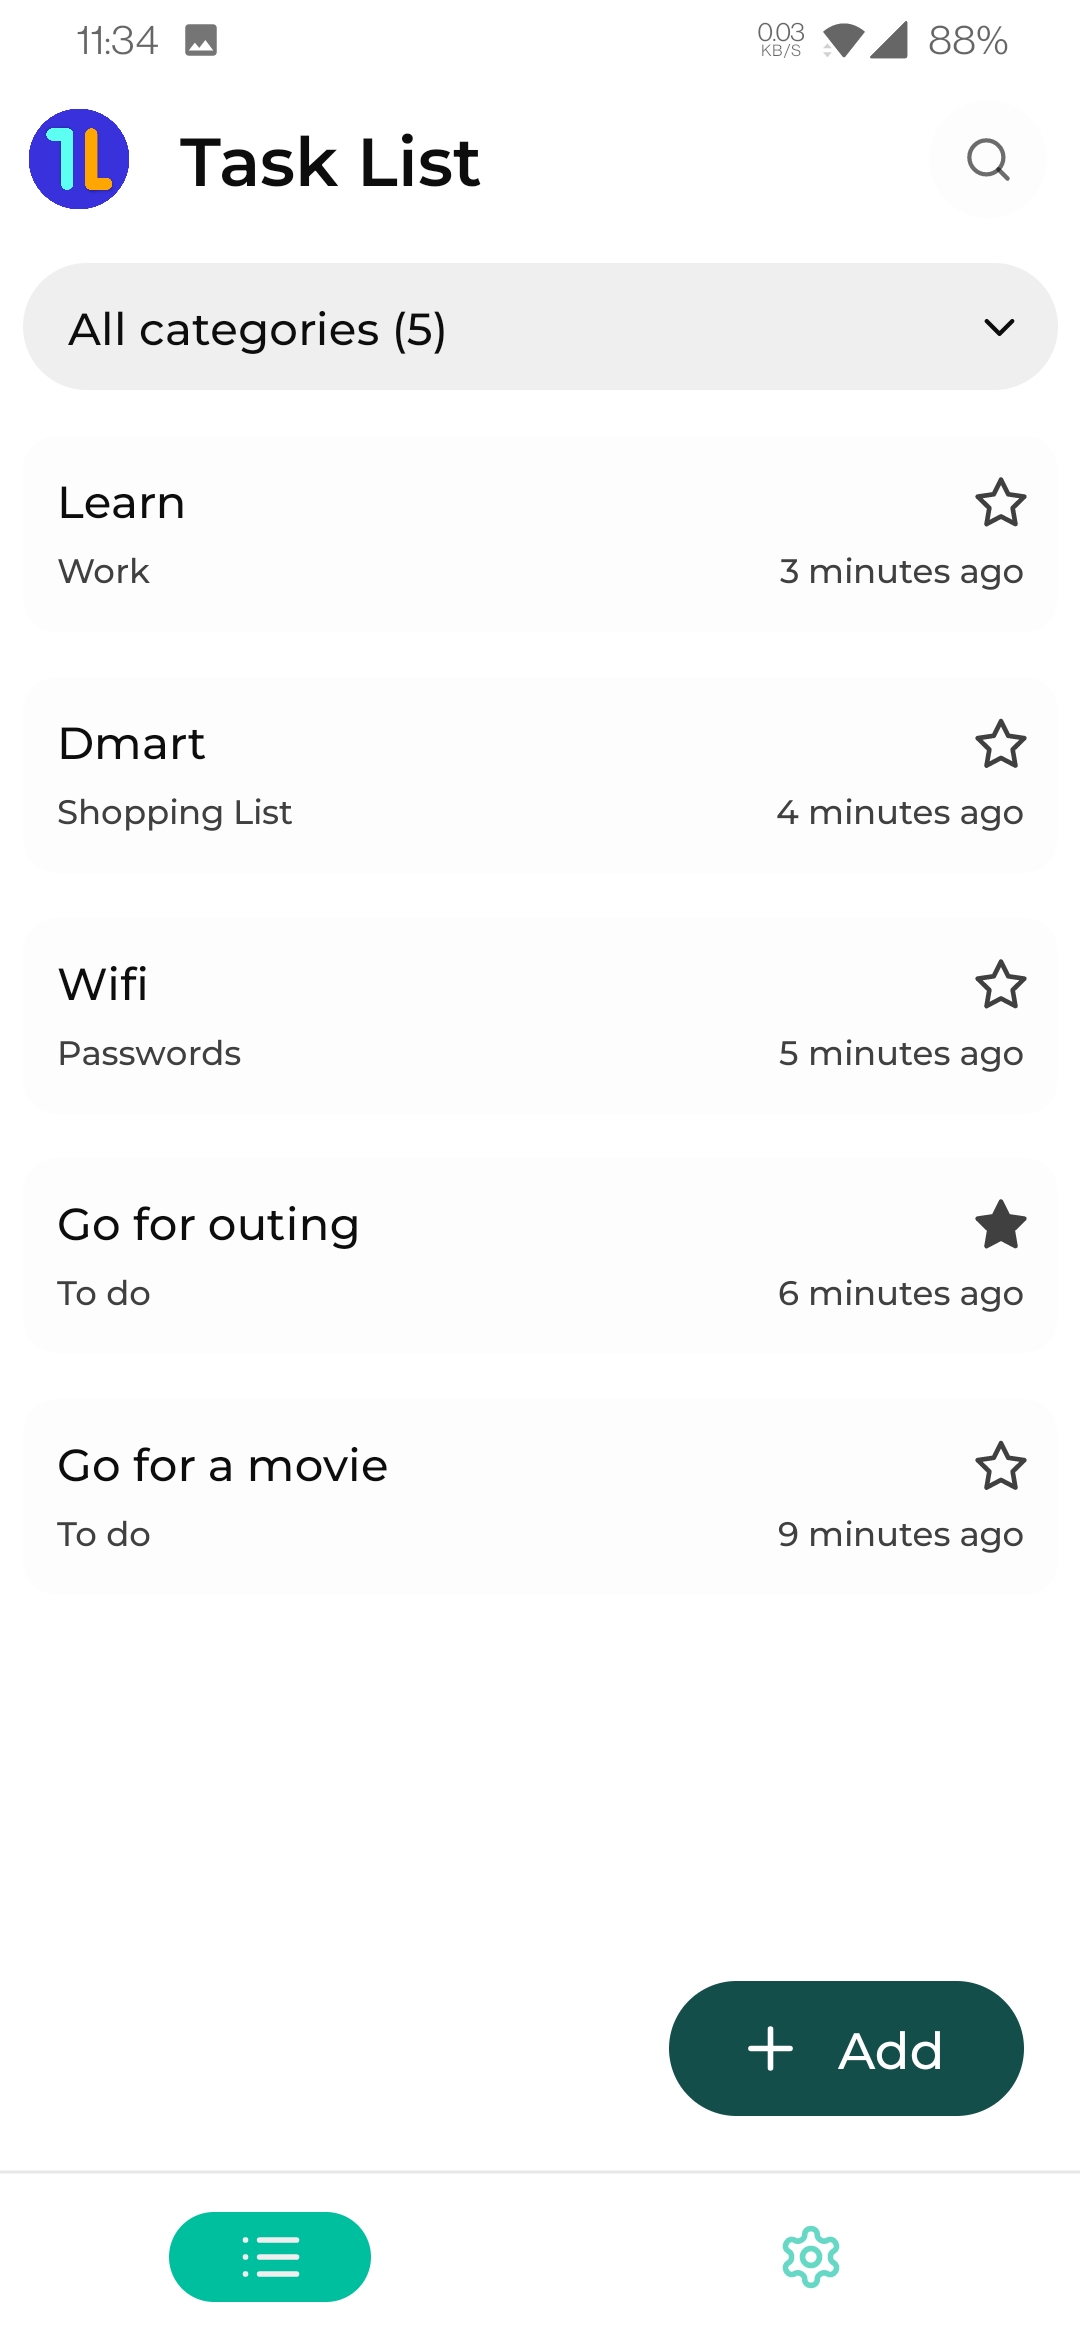 11:34 0.03 KB/S 88%
Task List
All categories (5)
Learn
Work 3 minutes ago
Dmart
Shopping List 4 minutes ago
Wifi
Passwords 5 minutes ago
Go for outing
To do 6 minutes ago
Go for a movie
To do 9 minutes ago
Add